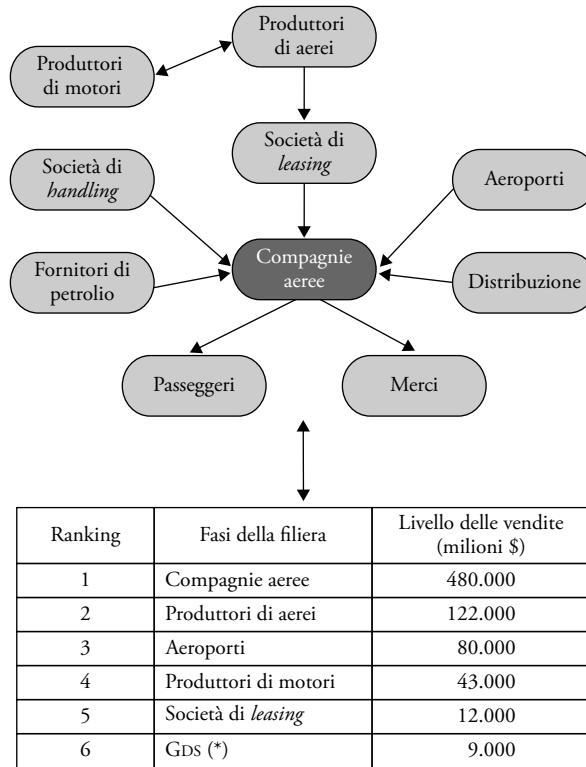 Produttori
di aerei
Produttori
di motori
Società di
leasing
Società di
handling
Aeroporti
Compagnie
aeree
Fornitori di
petrolio
Distribuzione
Passeggeri
Merci
Ranking
Fasi della filiera
Livello delle vendite
(milioni $)
1 Compagnie aeree 480.000
2 Produttori di aerei 122.000
3 Aeroporti 80.000
4 Produttori di motori 43.000
5 Società di leasing 12.000
6 GDS (*) 9.000